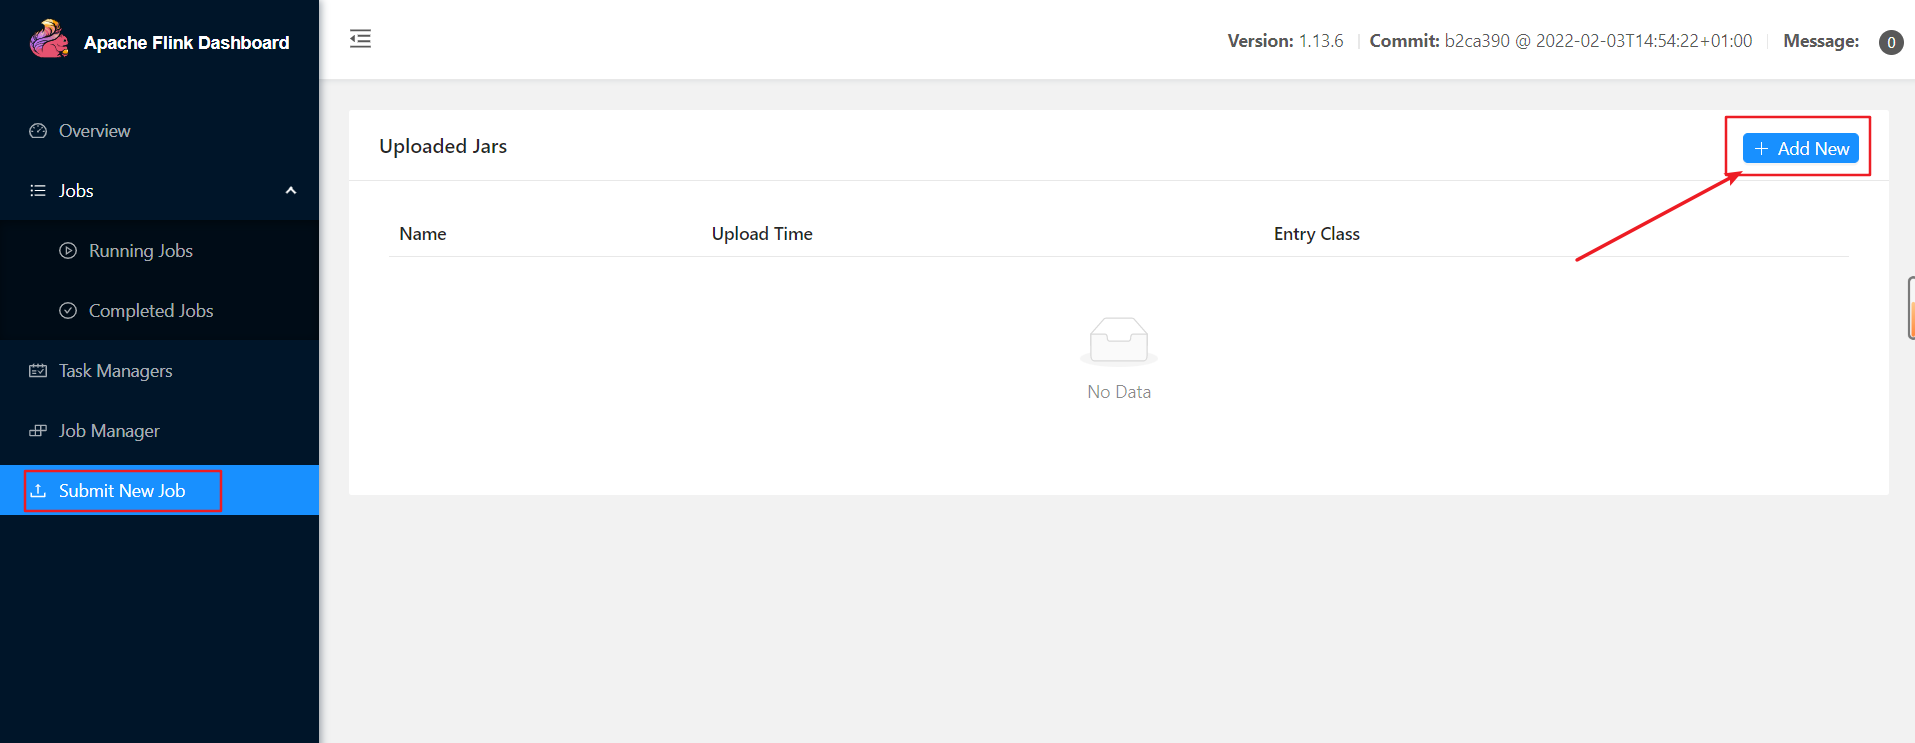 Apache Flink Dashboard
Version: 1.13.6 Commit: b2ca390 @ 2022-02-03T14:54:22+01:00 Message: 0
Overview
Jobs
Running Jobs
Completed Jobs
Task Managers
Job Manager
Submit New Job
Uploaded Jars
Add New
Name Upload Time Entry Class
No Data